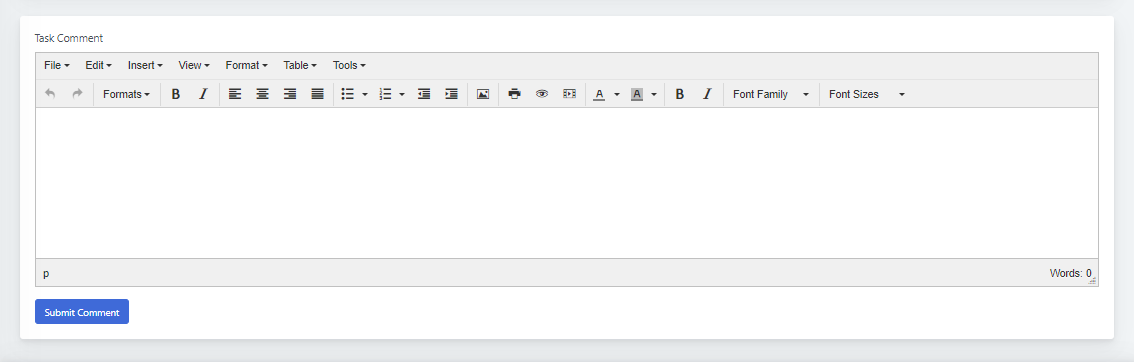 Task Comment
File Edit Insert View Format Table Tools
Formats B I A A B I Font Family Font Sizes
p Words: 0
Submit Comment